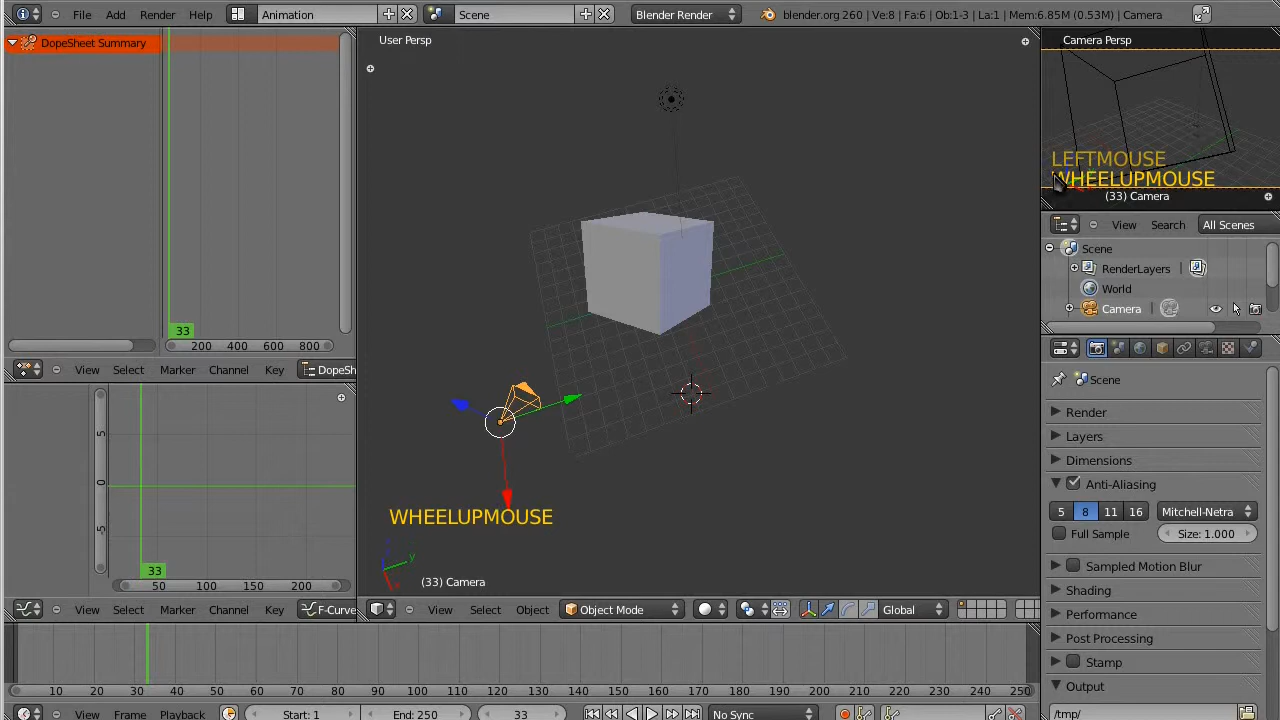 File Add Render Help Animation Scene Blender Render blender.org 260 | Ve:8 | Fa:6 | Ob:1-3 | La:1 | Mem:6.85M (0.53M) | Camera
DopeSheet Summary
33
200 400 600 800
View Select Marker Channel Key DopeSh
5
0
-5
33
50 100 150 200
View Select Marker Channel Key F-Curve
User Persp
WHEELUPMOUSE
y
(33) Camera
View Select Object Object Mode Global
Camera Persp
LEFTMOUSE
WHEELUPMOUSE
(33) Camera
View Search All Scenes
Scene
RenderLayers
World
Camera
Scene
Render
Layers
Dimensions
Anti-Aliasing
5 8 11 16 Mitchell-Netra
Full Sample Size: 1.000
Sampled Motion Blur
Shading
Performance
Post Processing
Stamp
Output
/tmp/
10 20 30 40 50 60 70 80 90 100 110 120 130 140 150 160 170 180 190 200 210 220 230 240 250
View Frame Playback Start: 1 End: 250 33 No Sync